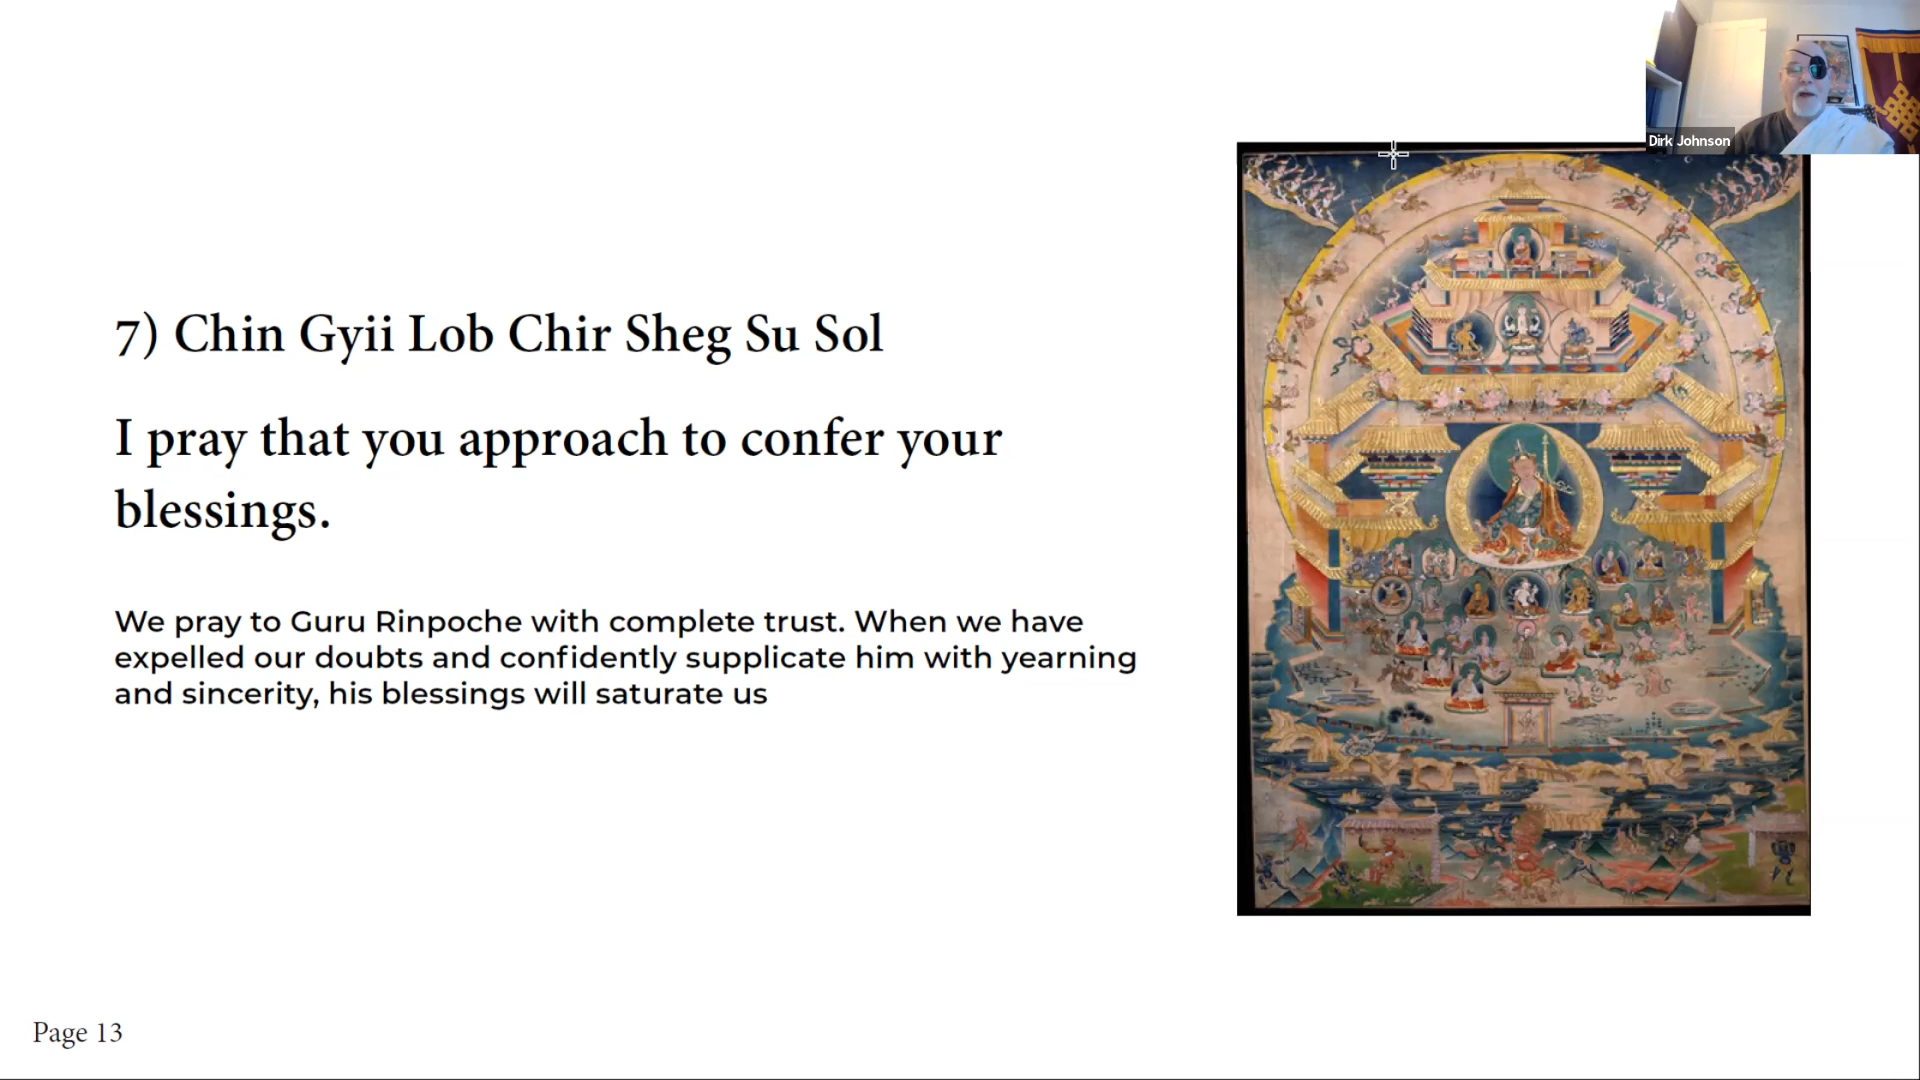 Dirk Johnson
7) Chin Gyii Lob Chir Sheg Su Sol
I pray that you approach to confer your
blessings.
We pray to Guru Rinpoche with complete trust. When we have
expelled our doubts and confidently supplicate him with yearning
and sincerity, his blessings will saturate us
Page 13